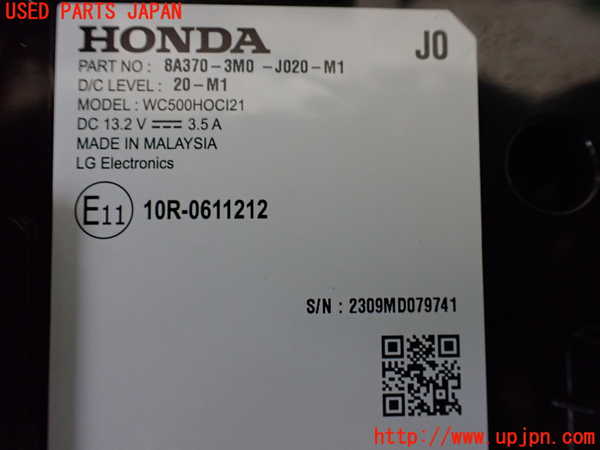 USED PARTS JAPAN
HONDA J0
PART NO : 8A370-3M0 -J020-M1
D/C LEVEL : 20-M1
MODEL : WC500HOCI21
DC 13.2 V ⎓ 3.5 A
MADE IN MALAYSIA
LG Electronics
E11 10R-0611212
S/N : 2309MD079741
http://www.upjpn.com/